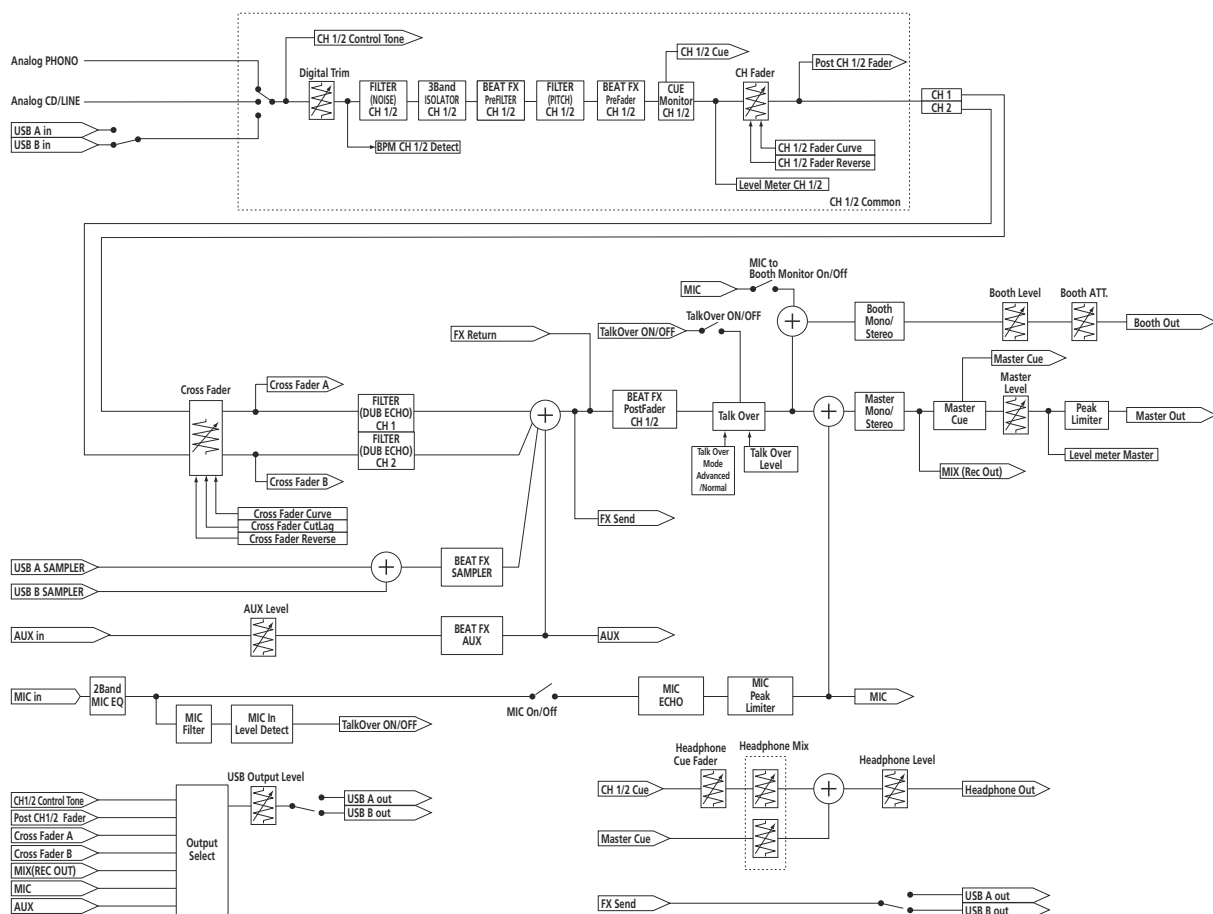 CH 1/2 Control Tone
Analog PHONO
Analog CD/LINE
USB A in
USB B in
Digital Trim
FILTER
(NOISE)
CH 1/2
3Band
ISOLATOR
CH 1/2
BEAT FX
PreFILTER
CH 1/2
FILTER
(PITCH)
CH 1/2
BEAT FX
PreFader
CH 1/2
CH 1/2 Cue
CUE
Monitor
CH 1/2
CH Fader
Post CH 1/2 Fader
CH 1
CH 2
BPM CH 1/2 Detect
CH 1/2 Fader Curve
CH 1/2 Fader Reverse
Level Meter CH 1/2
CH 1/2 Common
MIC to
Booth Monitor On/Off
MIC
TalkOver ON/OFF
TalkOver ON/OFF
FX Return
Booth
Mono/
Stereo
Booth Level
Booth ATT.
Booth Out
Cross Fader
Cross Fader A
FILTER
(DUB ECHO)
CH 1
FILTER
(DUB ECHO)
CH 2
Cross Fader B
BEAT FX
PostFader
CH 1/2
Talk Over
Talk Over
Mode
Advanced
/Normal
Talk Over
Level
Master
Mono/
Stereo
Master Cue
Master
Cue
Master
Level
Peak
Limiter
Master Out
Level meter Master
MIX (Rec Out)
Cross Fader Curve
Cross Fader CutLag
Cross Fader Reverse
FX Send
USB A SAMPLER
USB B SAMPLER
BEAT FX
SAMPLER
AUX Level
AUX in
BEAT FX
AUX
AUX
MIC in
2Band
MIC EQ
MIC
Filter
MIC In
Level Detect
TalkOver ON/OFF
MIC On/Off
MIC
ECHO
MIC
Peak
Limiter
MIC
USB Output Level
CH1/2 Control Tone
Post CH1/2 Fader
Cross Fader A
Cross Fader B
MIX(REC OUT)
MIC
AUX
Output
Select
USB A out
USB B out
Headphone
Cue Fader
Headphone Mix
Headphone Level
CH 1/2 Cue
Headphone Out
Master Cue
FX Send
USB A out
USB B out